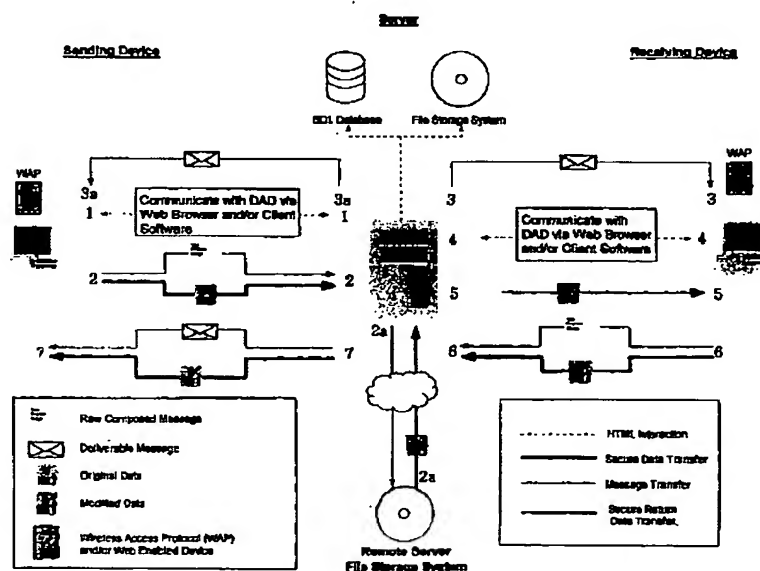 Server
Sending Device
Receiving Device
Database
File Storage System
WAP
WAP
3a
3a
3
3
1
Communicate with DAD via
Web Browser and/or Client
Software
1
Communicate with
DAD via Web Browser
and/or Client Software
4
4
2
2
5
5
2a
7
7
6
6
2a
Raw Composed Message
Deliverable Message
Original Data
Modified Data
Wireless Access Protocol (WAP)
and/or Web Enabled Device
HTML Interaction
Secure Data Transfer
Message Transfer
Secure Return
Data Transfer.
Remote Server
File Storage System